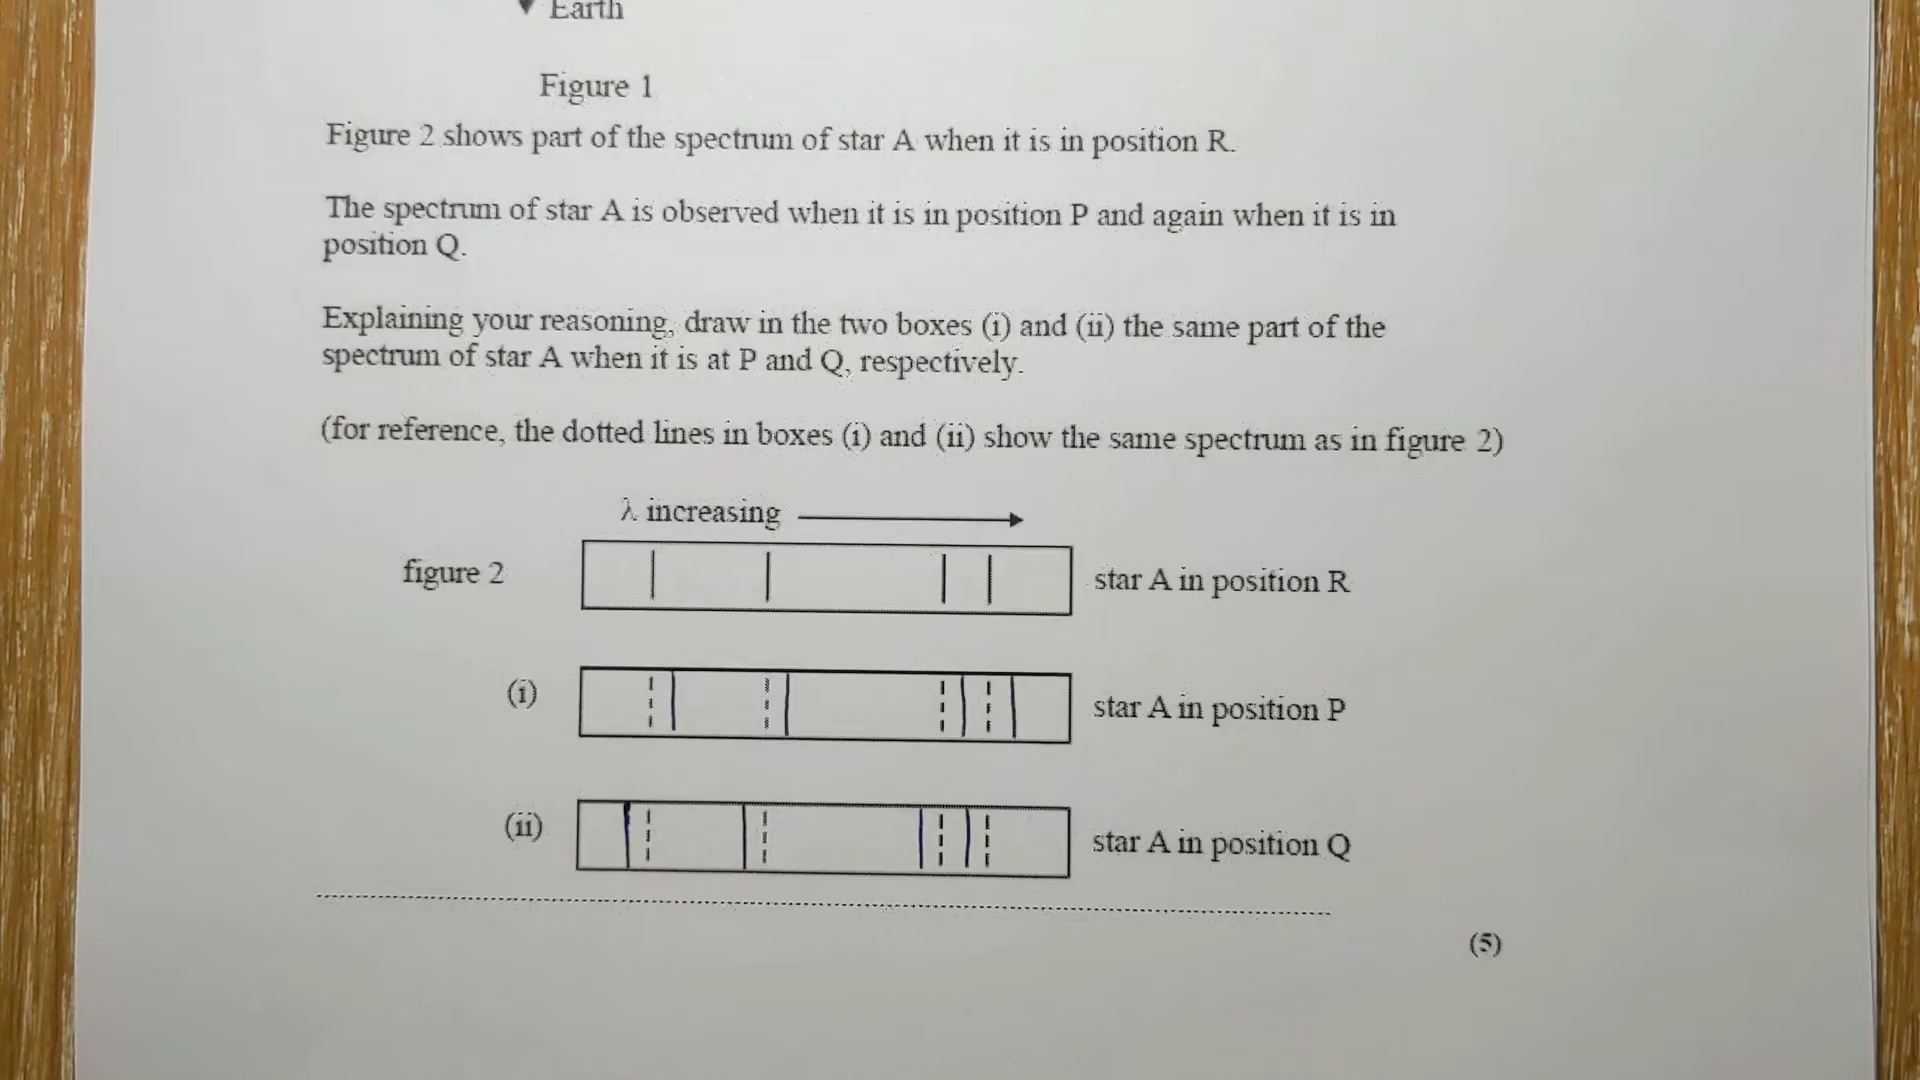 Earth
Figure 1
Figure 2 shows part of the spectrum of star A when it is in position R.
The spectrum of star A is observed when it is in position P and again when it is in
position Q.
Explaining your reasoning, draw in the two boxes (i) and (ii) the same part of the
spectrum of star A when it is at P and Q, respectively.
(for reference, the dotted lines in boxes (i) and (ii) show the same spectrum as in figure 2)
λ increasing
figure 2 star A in position R
(i) star A in position P
(ii) star A in position Q
(5)